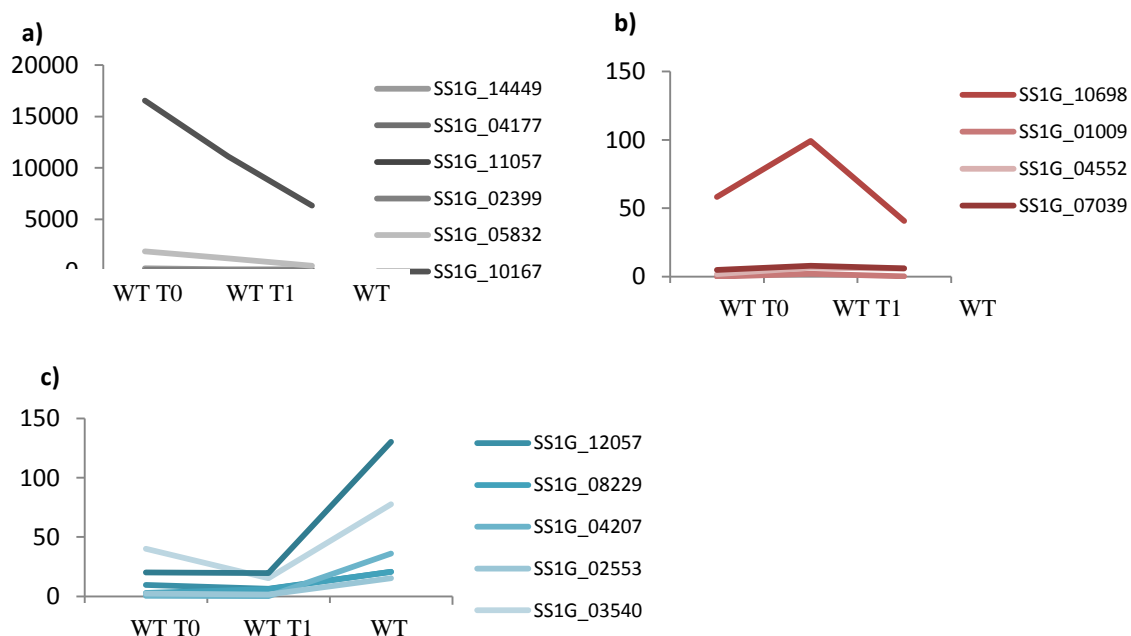 a)
20000
15000
10000
5000
0
WT T0 WT T1 WT
SS1G_14449
SS1G_04177
SS1G_11057
SS1G_02399
SS1G_05832
SS1G_10167
b)
150
100
50
0
WT T0 WT T1 WT
SS1G_10698
SS1G_01009
SS1G_04552
SS1G_07039
c)
150
100
50
0
WT T0 WT T1 WT
SS1G_12057
SS1G_08229
SS1G_04207
SS1G_02553
SS1G_03540